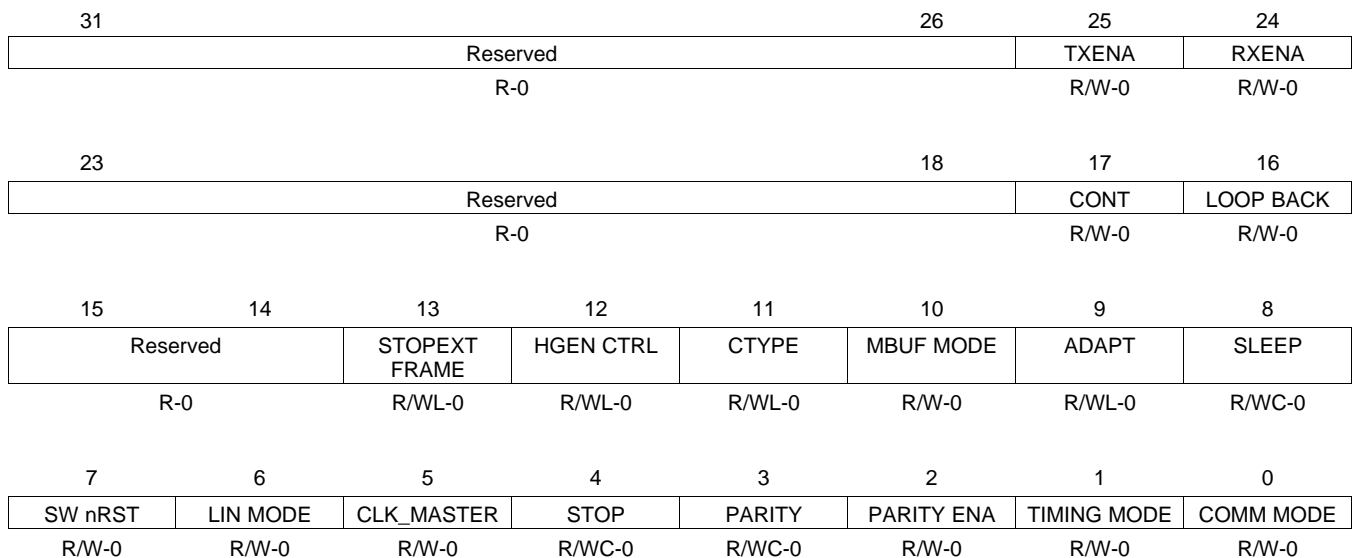 31 26 25 24
Reserved TXENA RXENA
R-0 R/W-0 R/W-0
23 18 17 16
Reserved CONT LOOP BACK
R-0 R/W-0 R/W-0
15 14 13 12 11 10 9 8
Reserved STOPEXT HGEN CTRL CTYPE MBUF MODE ADAPT SLEEP
FRAME
R-0 R/WL-0 R/WL-0 R/WL-0 R/W-0 R/WL-0 R/WC-0
7 6 5 4 3 2 1 0
SW nRST LIN MODE CLK_MASTER STOP PARITY PARITY ENA TIMING MODE COMM MODE
R/W-0 R/W-0 R/W-0 R/WC-0 R/WC-0 R/W-0 R/W-0 R/W-0